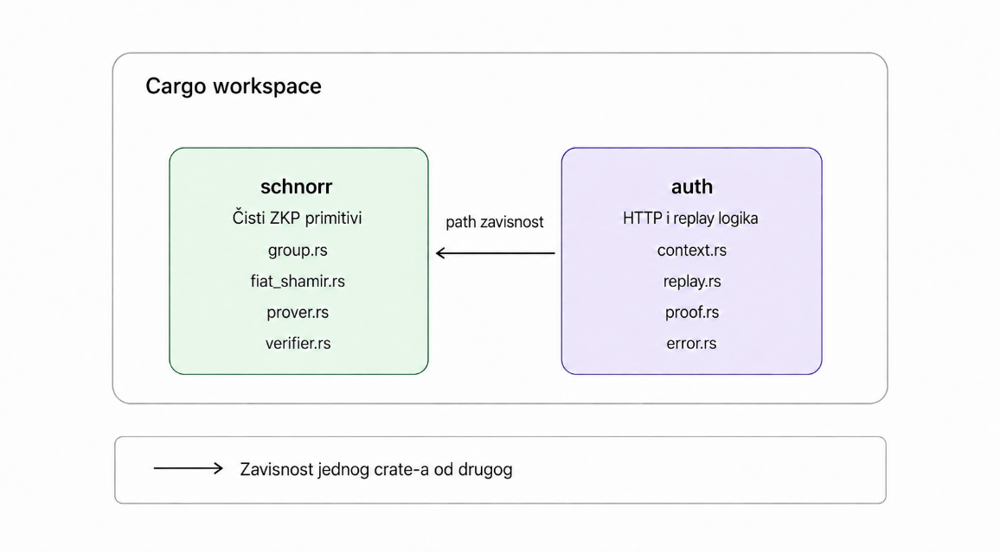 Cargo workspace
schnorr
Čisti ZKP primitivi
group.rs
fiat_shamir.rs
prover.rs
verifier.rs
path zavisnost
auth
HTTP i replay logika
context.rs
replay.rs
proof.rs
error.rs
Zavisnost jednog crate-a od drugog